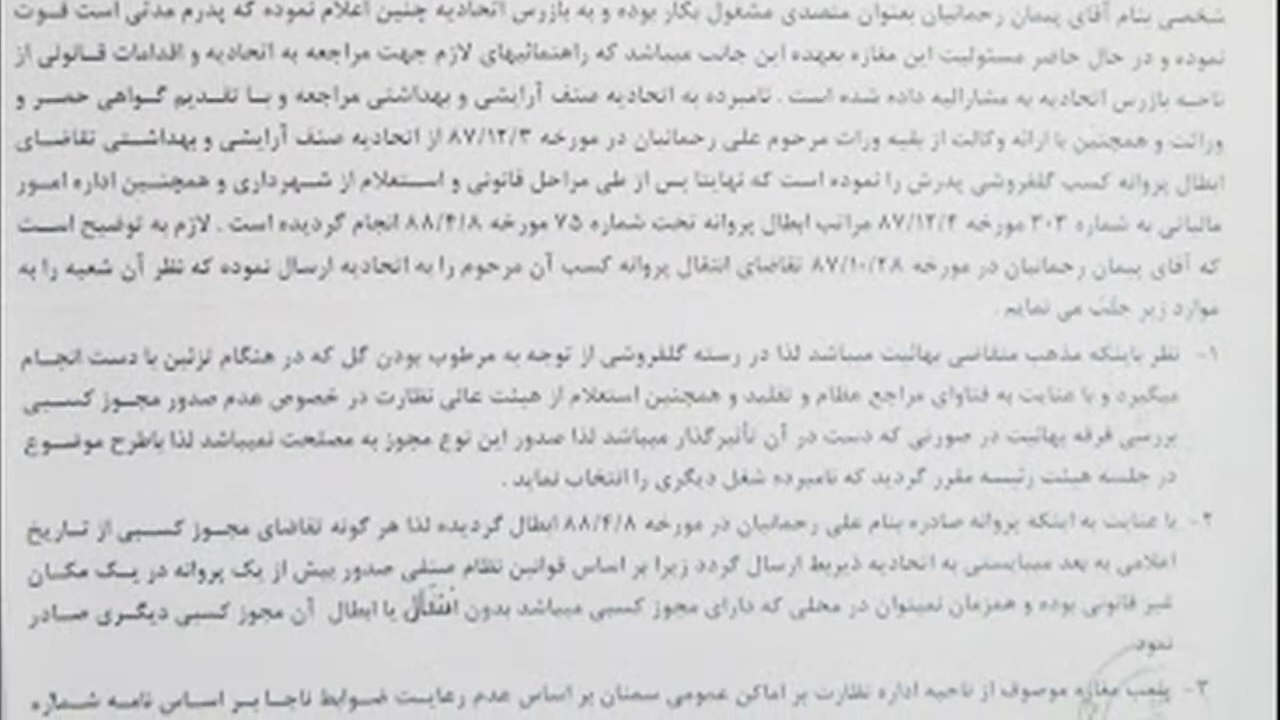 شخصی بنام آقای پیمان رحمانیان بعنوان متصدی مشغول بکار بوده و به بازرس اتحادیه چنین اعلام نموده که پدرم مدتی است فوت
نموده و در حال حاضر مسئولیت این مغازه بعهده این جانب میباشد که راهنمائیهای لازم جهت مراجعه به اتحادیه و اقدامات قانونی از
ناحیه بازرس اتحادیه به مشارالیه داده شده است . نامبرده به اتحادیه صنف آرایشی و بهداشتی مراجعه و با تقدیم گواهی حصر و
وراثت و همچنین با ارائه وکالت از بقیه وراث مرحوم علی رحمانیان در مورخه ۸۷/۱۲/۳ از اتحادیه صنف آرایشی و بهداشتی تقاضای
ابطال پروانه کسب گلفروشی پدرش را نموده است که نهایتا پس از طی مراحل قانونی و استعلام از شهرداری و همچنین اداره امور
مالیاتی به شماره ۳۰۳ مورخه ۸۷/۱۲/۴ مراتب ابطال پروانه تحت شماره ۷۵ مورخه ۸۸/۴/۸ انجام گردیده است . لازم به توضیح است
که آقای پیمان رحمانیان در مورخه ۸۷/۱۰/۲۸ تقاضای انتقال پروانه کسب آن مرحوم را به اتحادیه ارسال نموده که نظر آن شعبه را به
موارد زیر جلب می نمایم .
۱- نظر باینکه مذهب متقاضی بهائیت میباشد لذا در رسته گلفروشی از توجه به مرطوب بودن گل که در هنگام تزئین با دست انجام
میگیرد و با عنایت به فتاوای مراجع عظام و تقلید و همچنین استعلام از هیئت عالی نظارت در خصوص عدم صدور مجوز کسبی
بررسی فرقه بهائیت در صورتی که دست در آن تأثیرگذار میباشد لذا صدور این نوع مجوز به مصلحت نمیباشد لذا باطرح موضوع
در جلسه هیئت رئیسه مقرر گردید که نامبرده شغل دیگری را انتخاب نماید .
۲- با عنایت به اینکه پروانه صادره بنام علی رحمانیان در مورخه ۸۸/۴/۸ ابطال گردیده لذا هر گونه تقاضای مجوز کسبی از تاریخ
اعلامی به بعد میبایستی به اتحادیه ذیربط ارسال گردد زیرا بر اساس قوانین نظام صنفی صدور بیش از یک پروانه در یک مکان
غیر قانونی بوده و همزمان نمیتوان در محلی که دارای مجوز کسبی میباشد بدون انتقال یا ابطال آن مجوز کسبی دیگری صادر
نمود.
۳- پلمب مغازه موصوف از ناحیه اداره نظارت بر اماکن عمومی سمنان بر اساس عدم رعایت ضوابط ناجا بر اساس نامه شماره